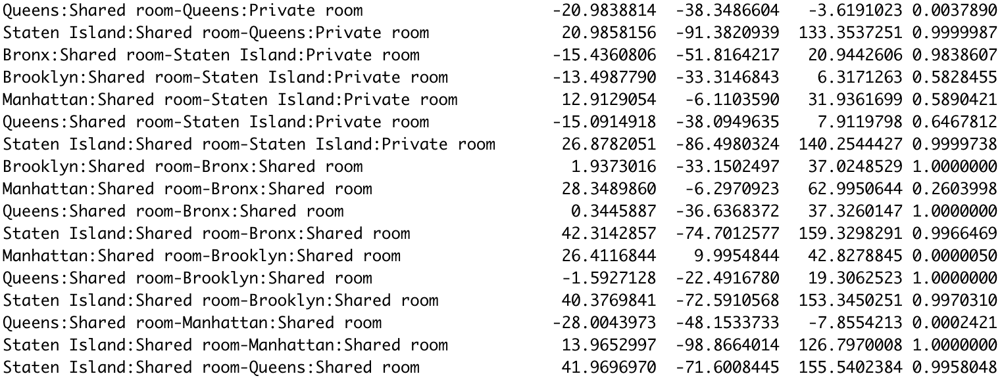 Queens:Shared room-Queens:Private room -20.9838814 -38.3486604 -3.6191023 0.0037890
Staten Island:Shared room-Queens:Private room 20.9858156 -91.3820939 133.3537251 0.9999987
Bronx:Shared room-Staten Island:Private room -15.4360806 -51.8164217 20.9442606 0.9838607
Brooklyn:Shared room-Staten Island:Private room -13.4987790 -33.3146843 6.3171263 0.5828455
Manhattan:Shared room-Staten Island:Private room 12.9129054 -6.1103590 31.9361699 0.5890421
Queens:Shared room-Staten Island:Private room -15.0914918 -38.0949635 7.9119798 0.6467812
Staten Island:Shared room-Staten Island:Private room 26.8782051 -86.4980324 140.2544427 0.9999738
Brooklyn:Shared room-Bronx:Shared room 1.9373016 -33.1502497 37.0248529 1.0000000
Manhattan:Shared room-Bronx:Shared room 28.3489860 -6.2970923 62.9950644 0.2603998
Queens:Shared room-Bronx:Shared room 0.3445887 -36.6368372 37.3260147 1.0000000
Staten Island:Shared room-Bronx:Shared room 42.3142857 -74.7012577 159.3298291 0.9966469
Manhattan:Shared room-Brooklyn:Shared room 26.4116844 9.9954844 42.8278845 0.0000050
Queens:Shared room-Brooklyn:Shared room -1.5927128 -22.4916780 19.3062523 1.0000000
Staten Island:Shared room-Brooklyn:Shared room 40.3769841 -72.5910568 153.3450251 0.9970310
Queens:Shared room-Manhattan:Shared room -28.0043973 -48.1533733 -7.8554213 0.0002421
Staten Island:Shared room-Manhattan:Shared room 13.9652997 -98.8664014 126.7970008 1.0000000
Staten Island:Shared room-Queens:Shared room 41.9696970 -71.6008445 155.5402384 0.9958048